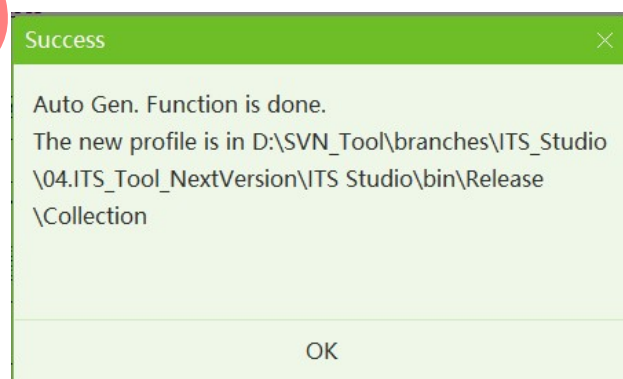 Success
Auto Gen. Function is done.
The new profile is in D:\SVN_Tool\branches\ITS_Studio
\04.ITS_Tool_NextVersion\ITS Studio\bin\Release
\Collection
OK